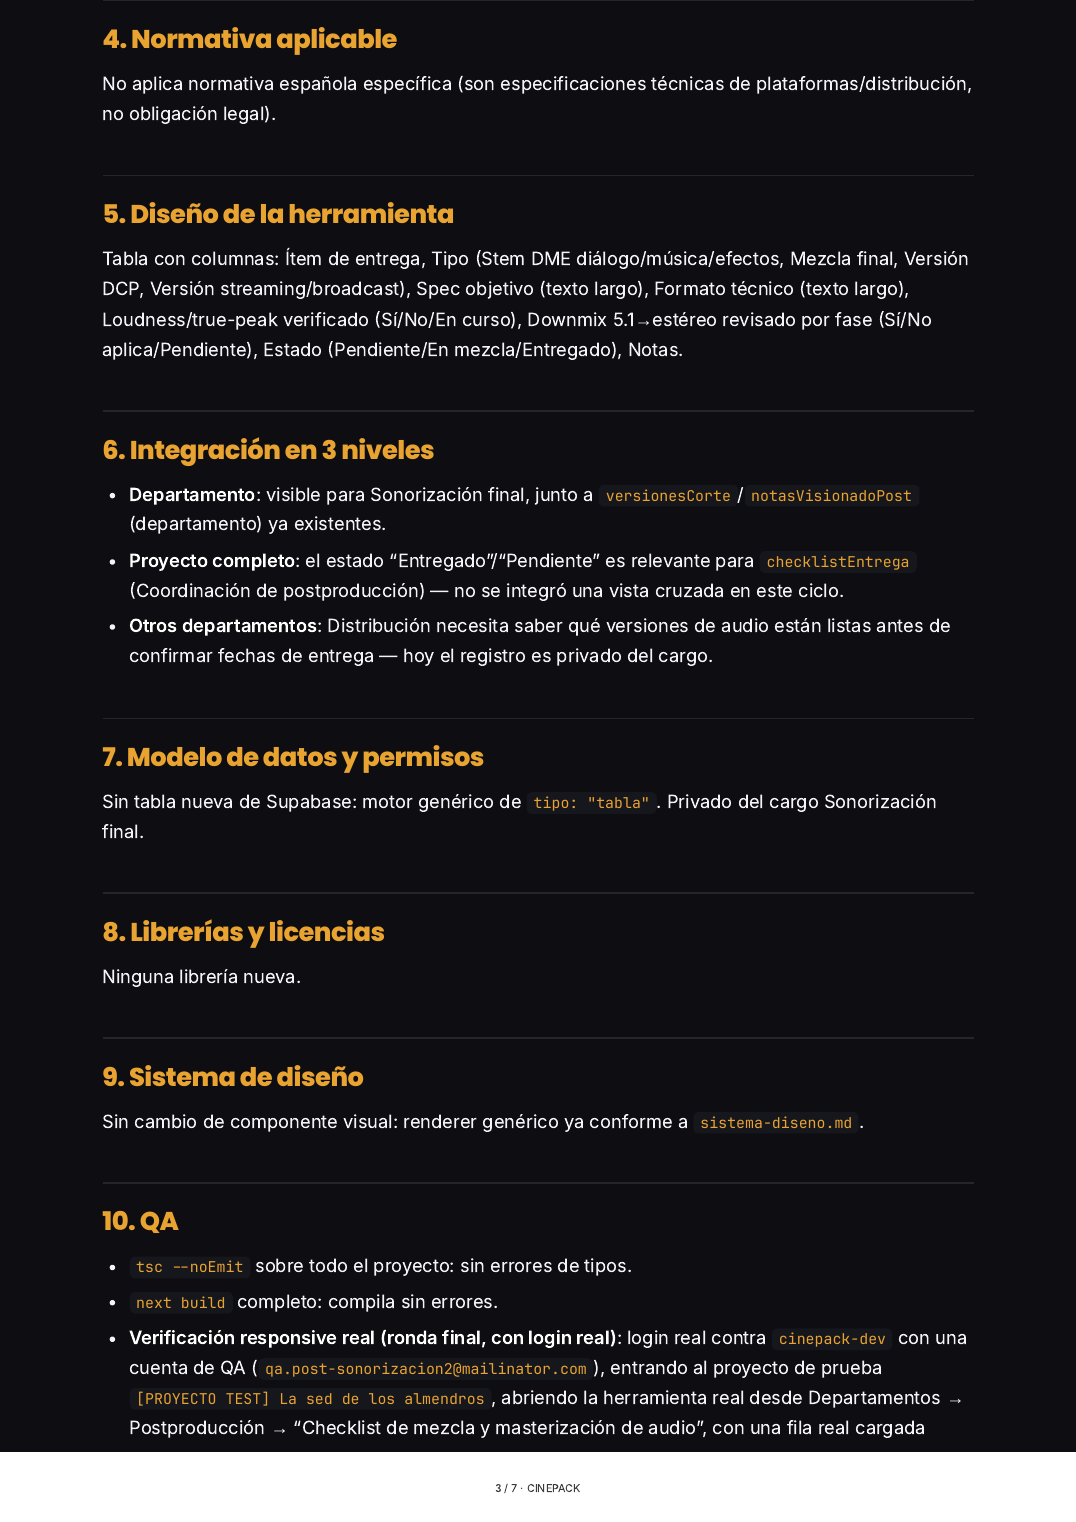 4. Normativa aplicable
No aplica normativa española específica (son especificaciones técnicas de plataformas/distribución,
no obligación legal).
5. Diseño de la herramienta
Tabla con columnas: Ítem de entrega, Tipo (Stem DME diálogo/música/efectos, Mezcla final, Versión
DCP, Versión streaming/broadcast), Spec objetivo (texto largo), Formato técnico (texto largo),
Loudness/true-peak verificado (Sí/No/En curso), Downmix 5.1→estéreo revisado por fase (Sí/No
aplica/Pendiente), Estado (Pendiente/En mezcla/Entregado), Notas.
6. Integración en 3 niveles
• Departamento: visible para Sonorización final, junto a versionesCorte / notasVisionadoPost
(departamento) ya existentes.
• Proyecto completo: el estado “Entregado”/“Pendiente” es relevante para checklistEntrega
(Coordinación de postproducción) — no se integró una vista cruzada en este ciclo.
• Otros departamentos: Distribución necesita saber qué versiones de audio están listas antes de
confirmar fechas de entrega — hoy el registro es privado del cargo.
7. Modelo de datos y permisos
Sin tabla nueva de Supabase: motor genérico de tipo: "tabla". Privado del cargo Sonorización
final.
8. Librerías y licencias
Ninguna librería nueva.
9. Sistema de diseño
Sin cambio de componente visual: renderer genérico ya conforme a sistema-diseno.md.
10. QA
• tsc --noEmit sobre todo el proyecto: sin errores de tipos.
• next build completo: compila sin errores.
• Verificación responsive real (ronda final, con login real): login real contra cinepack-dev con una
cuenta de QA (qa.post-sonorizacion2@mailinator.com), entrando al proyecto de prueba
[PROYECTO TEST] La sed de los almendros, abriendo la herramienta real desde Departamentos →
Postproducción → “Checklist de mezcla y masterización de audio”, con una fila real cargada
3 / 7 · CINEPACK